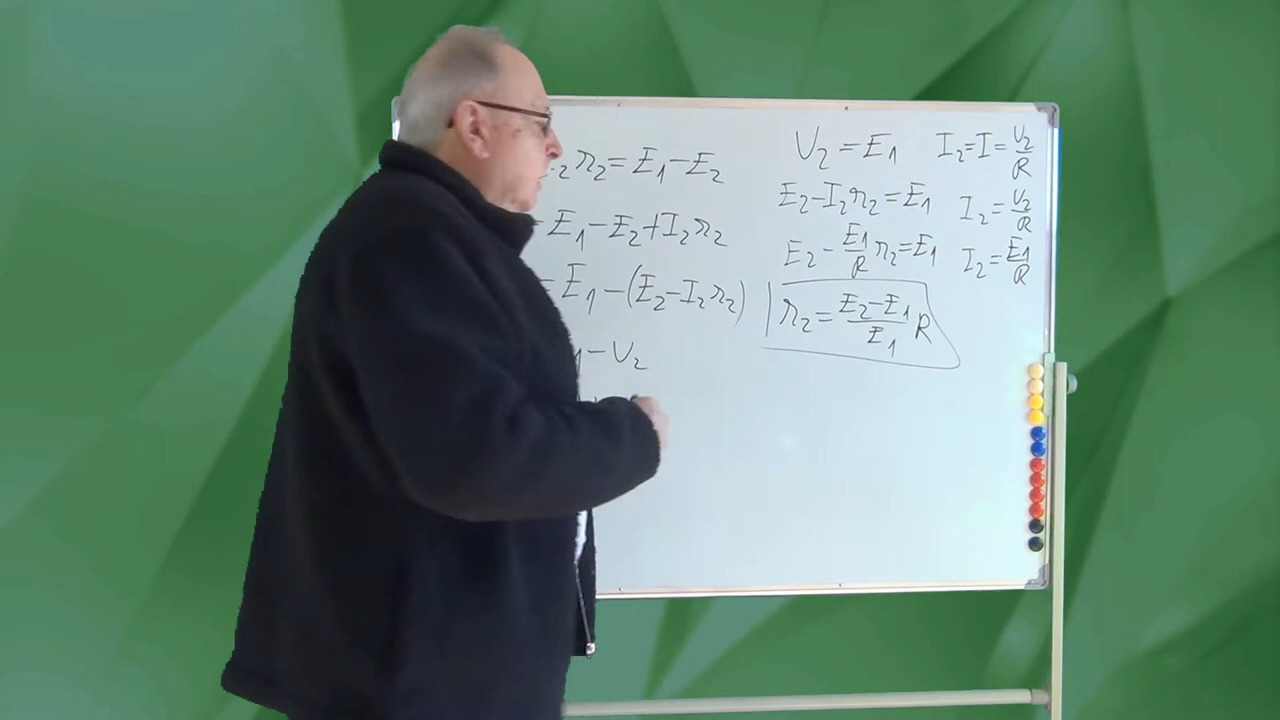 ₂r₂=E₁−E₂
=E₁−E₂+I₂r₂
=E₁−(E₂−I₂r₂)
₁−U₂
U₂=E₁ I₂=I=U₂/R
E₂−I₂r₂=E₁ I₂=U₂/R
E₂−E₁/R r₂=E₁ I₂=E₁/R
r₂=(E₂−E₁)/E₁ R